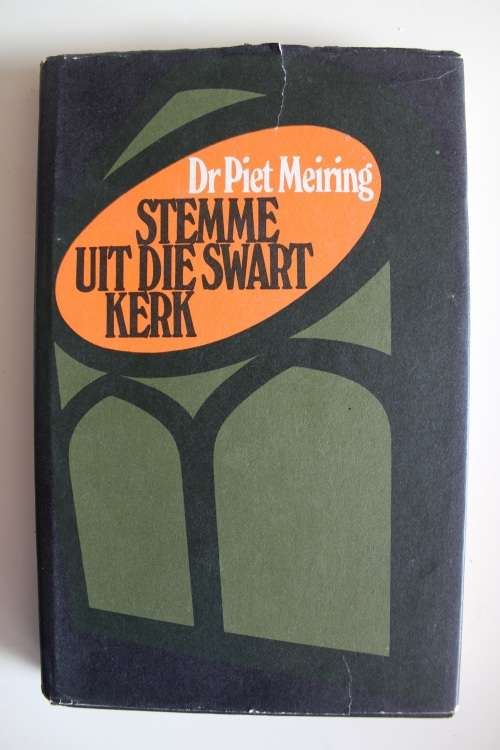 Dr Piet Meiring
STEMME
UIT DIE SWART
KERK